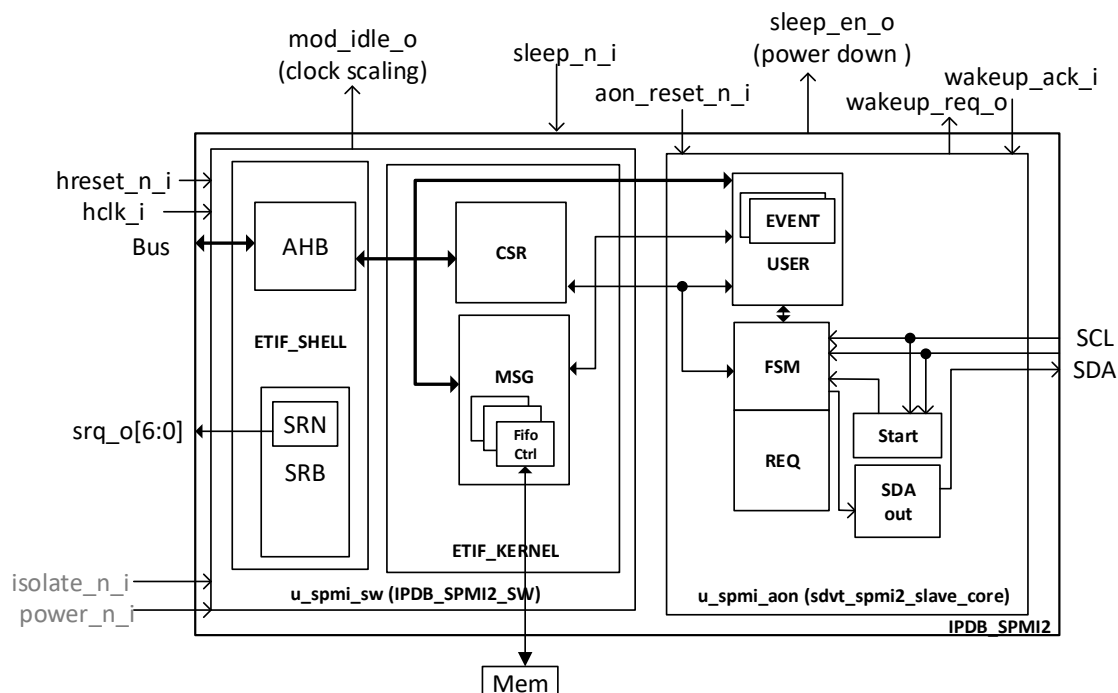 mod_idle_o
(clock scaling)
sleep_n_i
sleep_en_o
(power down )
aon_reset_n_i
wakeup_ack_i
wakeup_req_o
hreset_n_i
hclk_i
Bus
AHB
CSR
EVENT
USER
ETIF_SHELL
MSG
Fifo
Ctrl
FSM
SCL
SDA
Start
srq_o[6:0]
SRN
SRB
REQ
SDA
out
ETIF_KERNEL
isolate_n_i
power_n_i
u_spmi_sw (IPDB_SPMI2_SW)
u_spmi_aon (sdvt_spmi2_slave_core)
IPDB_SPMI2
Mem